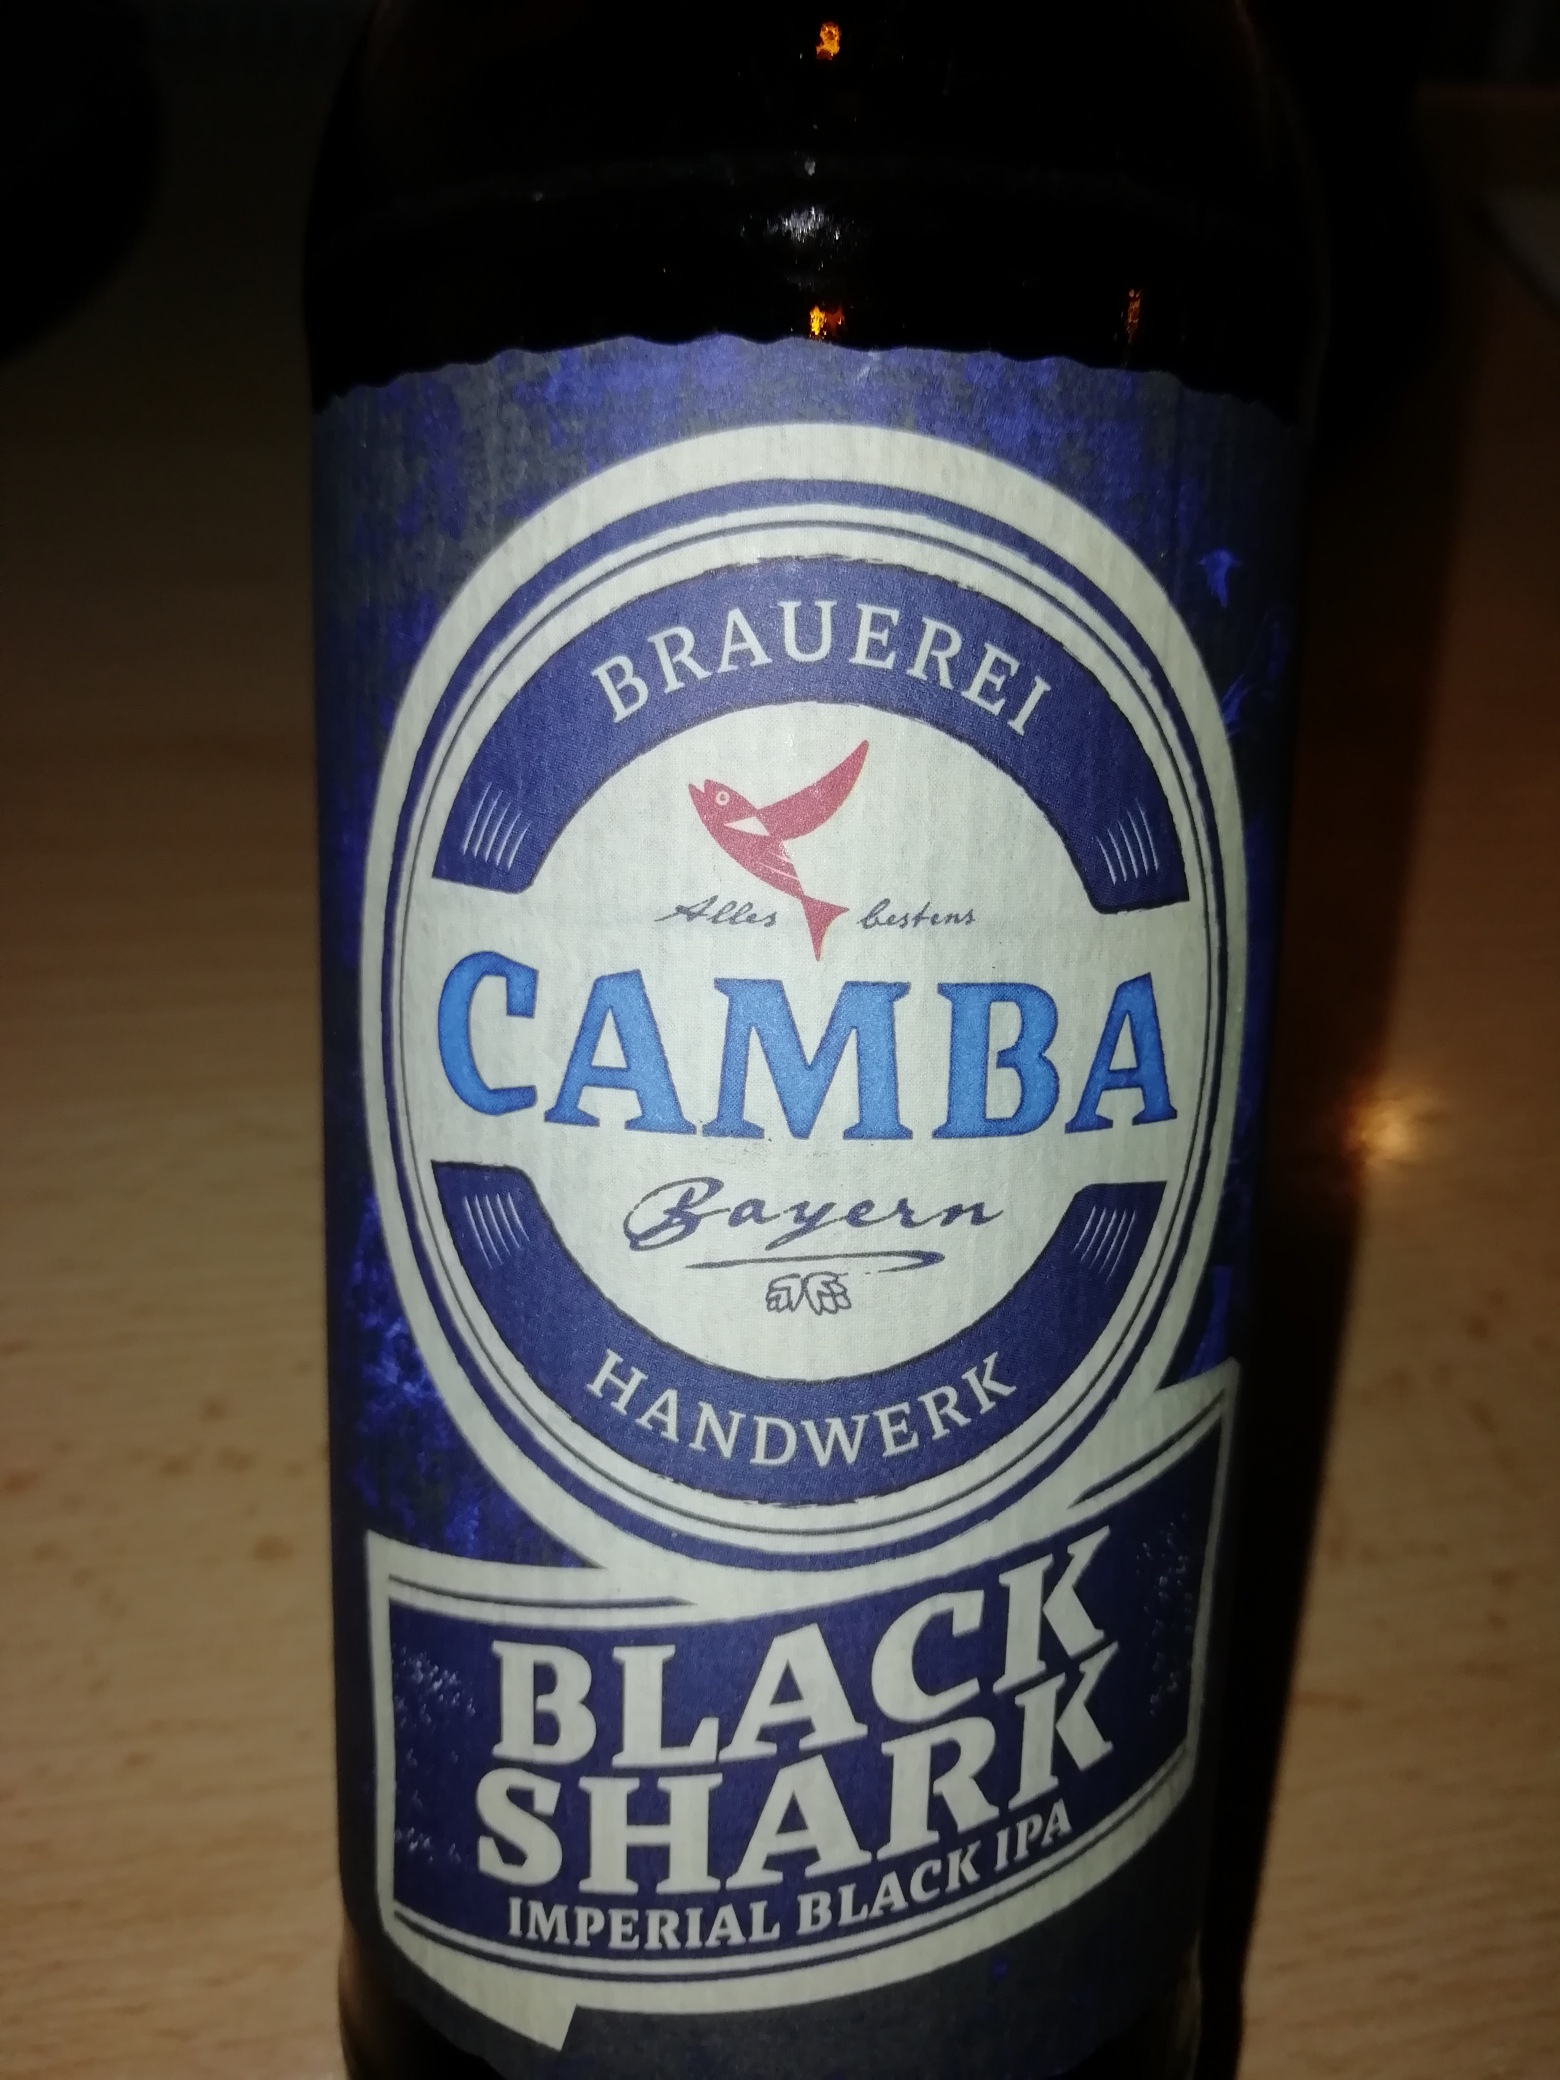 BRAUEREI
Alles bestens
CAMBA
Bayern
HANDWERK
BLACK
SHARK
IMPERIAL BLACK IPA